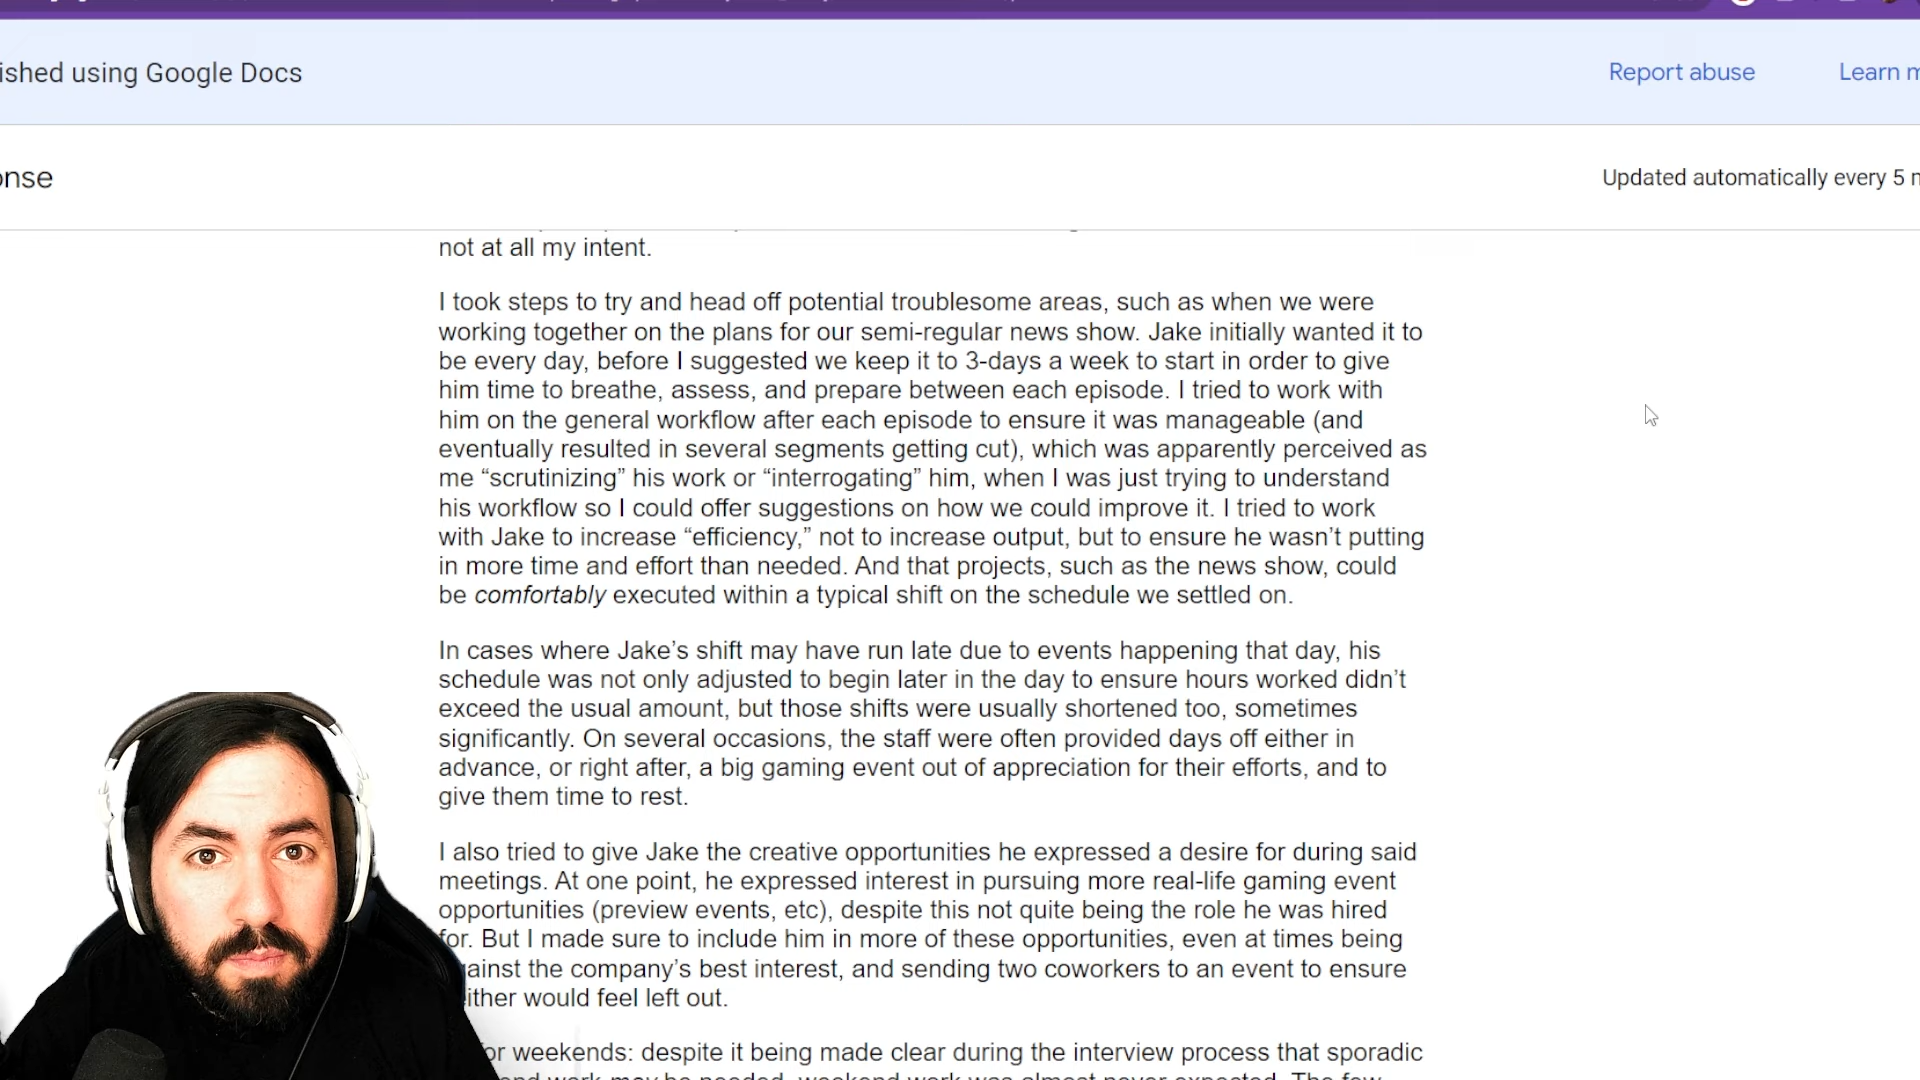 ished using Google Docs
Report abuse
Learn m
onse
Updated automatically every 5 m
not at all my intent.
I took steps to try and head off potential troublesome areas, such as when we were
working together on the plans for our semi-regular news show. Jake initially wanted it to
be every day, before I suggested we keep it to 3-days a week to start in order to give
him time to breathe, assess, and prepare between each episode. I tried to work with
him on the general workflow after each episode to ensure it was manageable (and
eventually resulted in several segments getting cut), which was apparently perceived as
me “scrutinizing” his work or “interrogating” him, when I was just trying to understand
his workflow so I could offer suggestions on how we could improve it. I tried to work
with Jake to increase “efficiency,” not to increase output, but to ensure he wasn’t putting
in more time and effort than needed. And that projects, such as the news show, could
be comfortably executed within a typical shift on the schedule we settled on.
In cases where Jake’s shift may have run late due to events happening that day, his
schedule was not only adjusted to begin later in the day to ensure hours worked didn’t
exceed the usual amount, but those shifts were usually shortened too, sometimes
significantly. On several occasions, the staff were often provided days off either in
advance, or right after, a big gaming event out of appreciation for their efforts, and to
give them time to rest.
I also tried to give Jake the creative opportunities he expressed a desire for during said
meetings. At one point, he expressed interest in pursuing more real-life gaming event
opportunities (preview events, etc), despite this not quite being the role he was hired
for. But I made sure to include him in more of these opportunities, even at times being
gainst the company’s best interest, and sending two coworkers to an event to ensure
ither would feel left out.
or weekends: despite it being made clear during the interview process that sporadic
end work may be needed, weekend work was almost never expected. The few